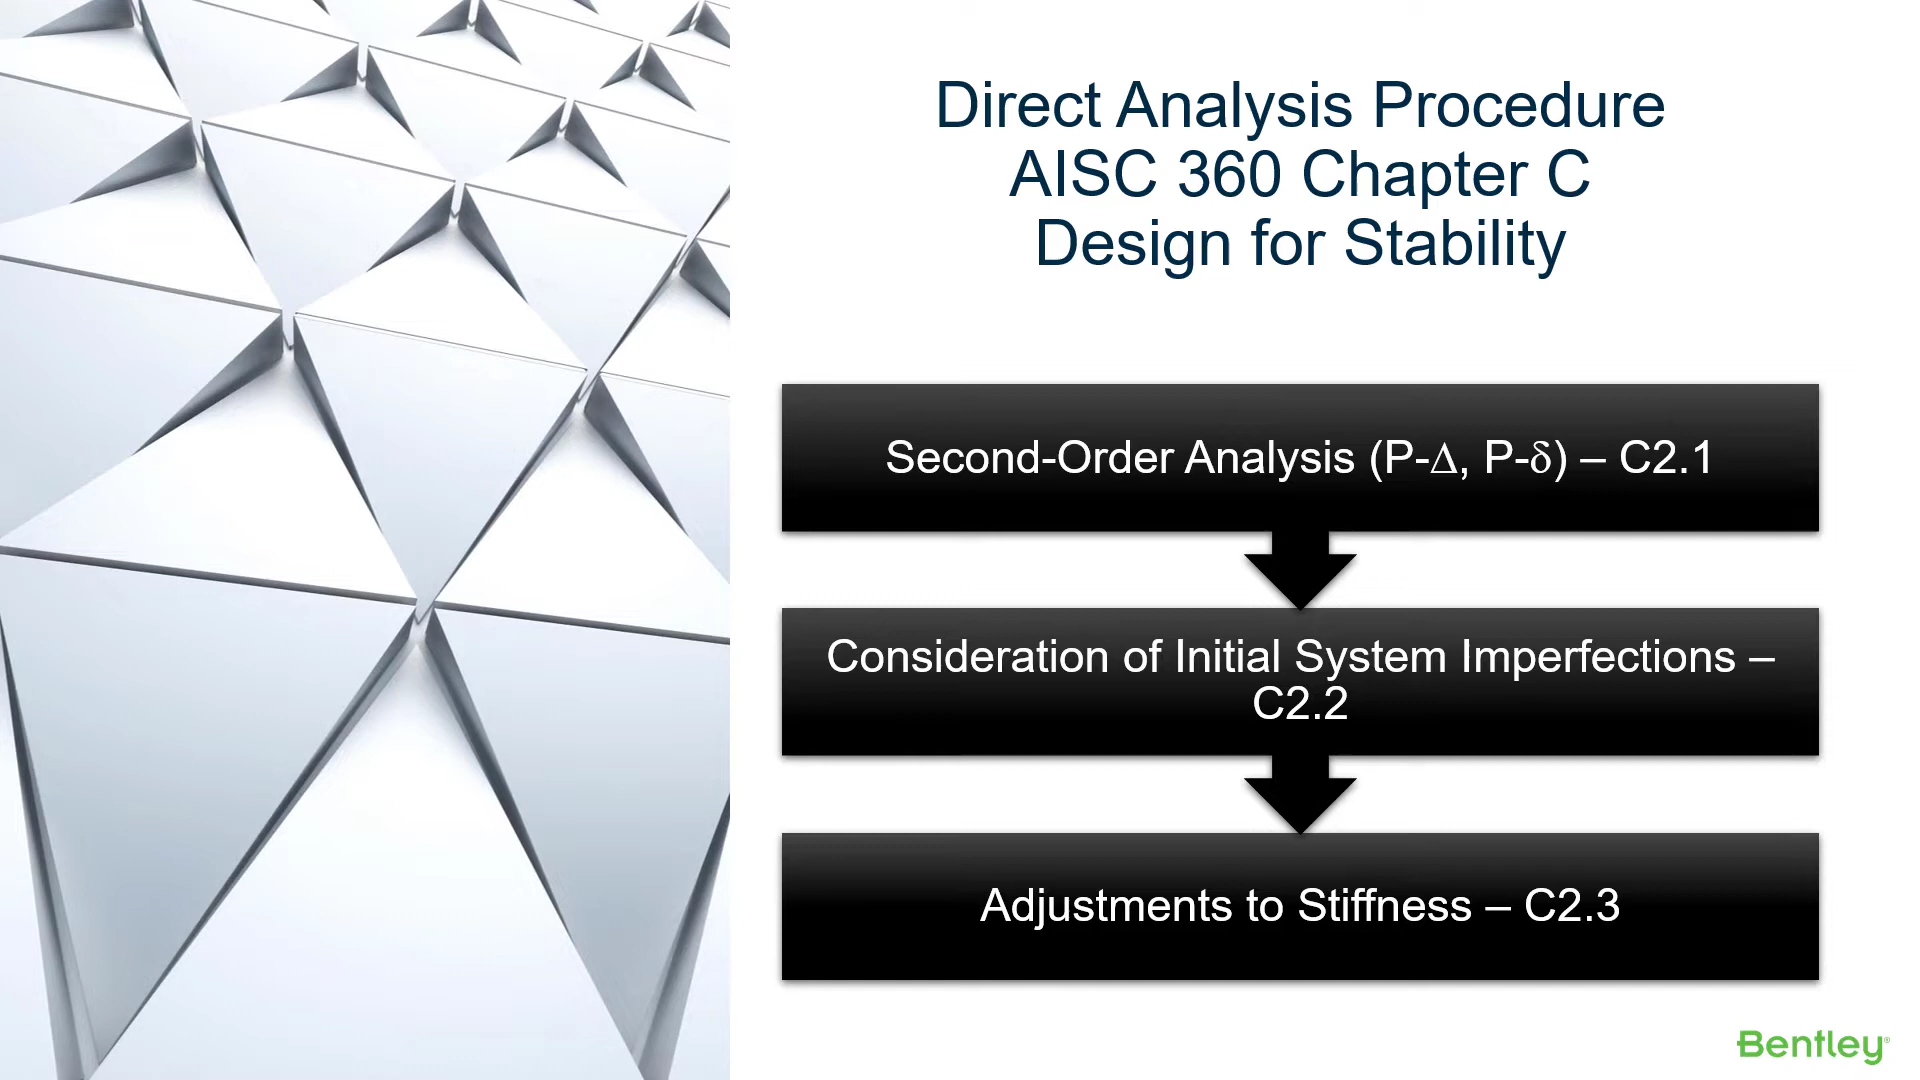 Direct Analysis Procedure
AISC 360 Chapter C
Design for Stability
Second-Order Analysis (P-Δ, P-δ) – C2.1
Consideration of Initial System Imperfections –
C2.2
Adjustments to Stiffness – C2.3
Bentley®